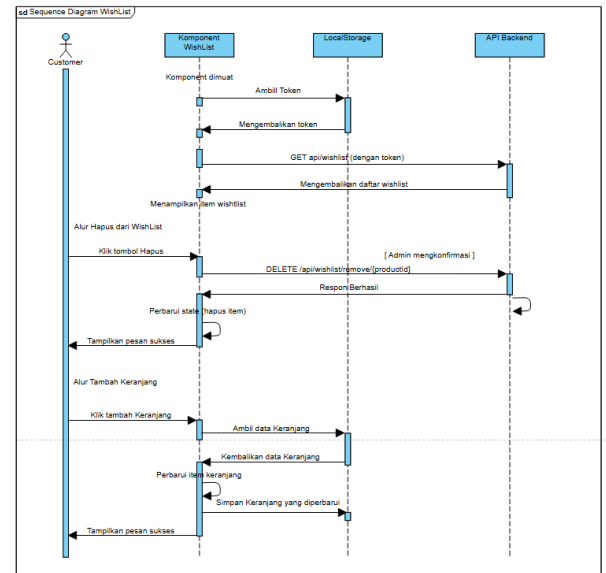 sd Sequence Diagram WishList
Customer
Komponent
WishList
LocalStorage
API Backend
Komponent dimuat
Ambill Token
Mengembalikan token
GET api/wishlist (dengan token)
Mengembalikan daftar wishlist
Menampilkan item wishtlist
Alur Hapus dari WishList
Klik tombol Hapus
[ Admin mengkonfirmasi ]
DELETE /api/wishlist/remove/{productId}
Respon Berhasil
Perbarui state (hapus item)
Tampilkan pesan sukses
Alur Tambah Keranjang
Klik tambah Keranjang
Ambil data Keranjang
Kembalikan data Keranjang
Perbarui item keranjang
Simpan Keranjang yang diperbarui
Tampilkan pesan sukses